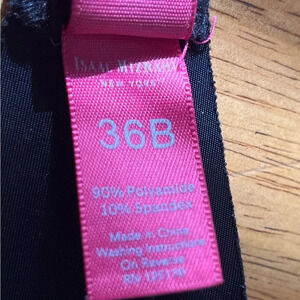 ISAAC MIZRAHI
NEW YORK
36B
90% Polyamide
10% Spandex
Made in China
Washing Instructions
On Reverse